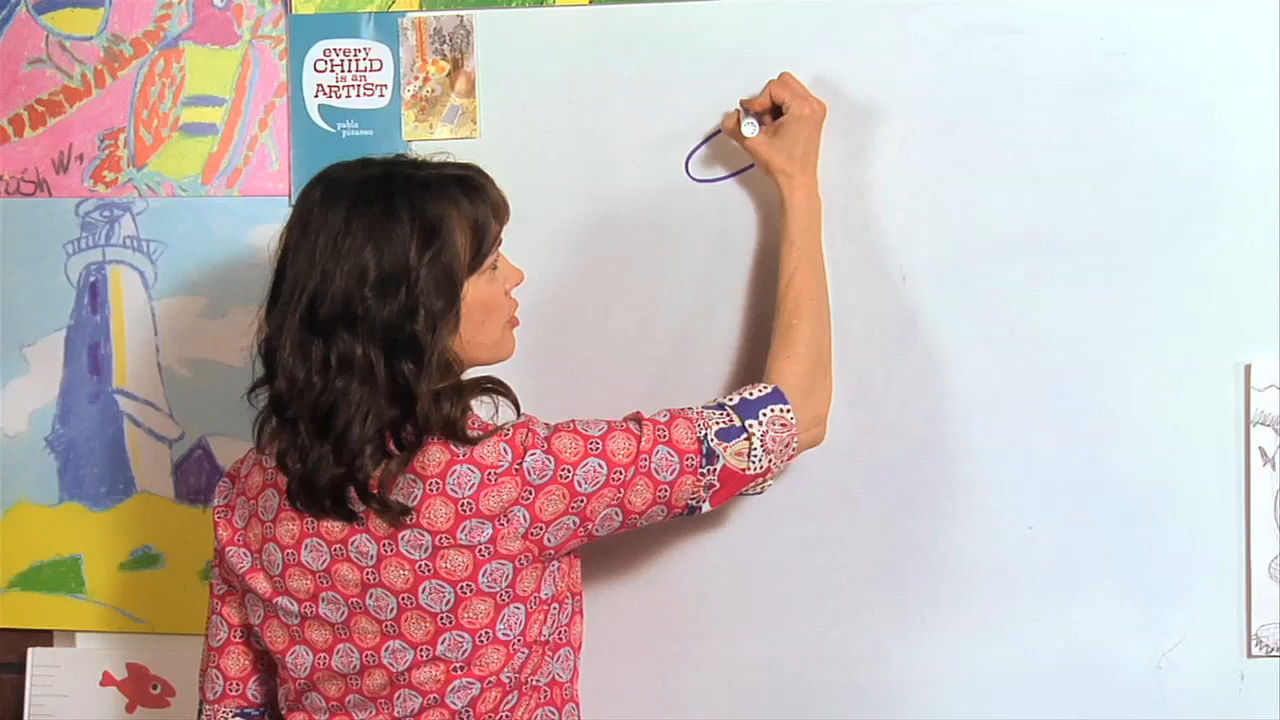 every
CHILD
is an
ARTIST
pablo
picasso
W.